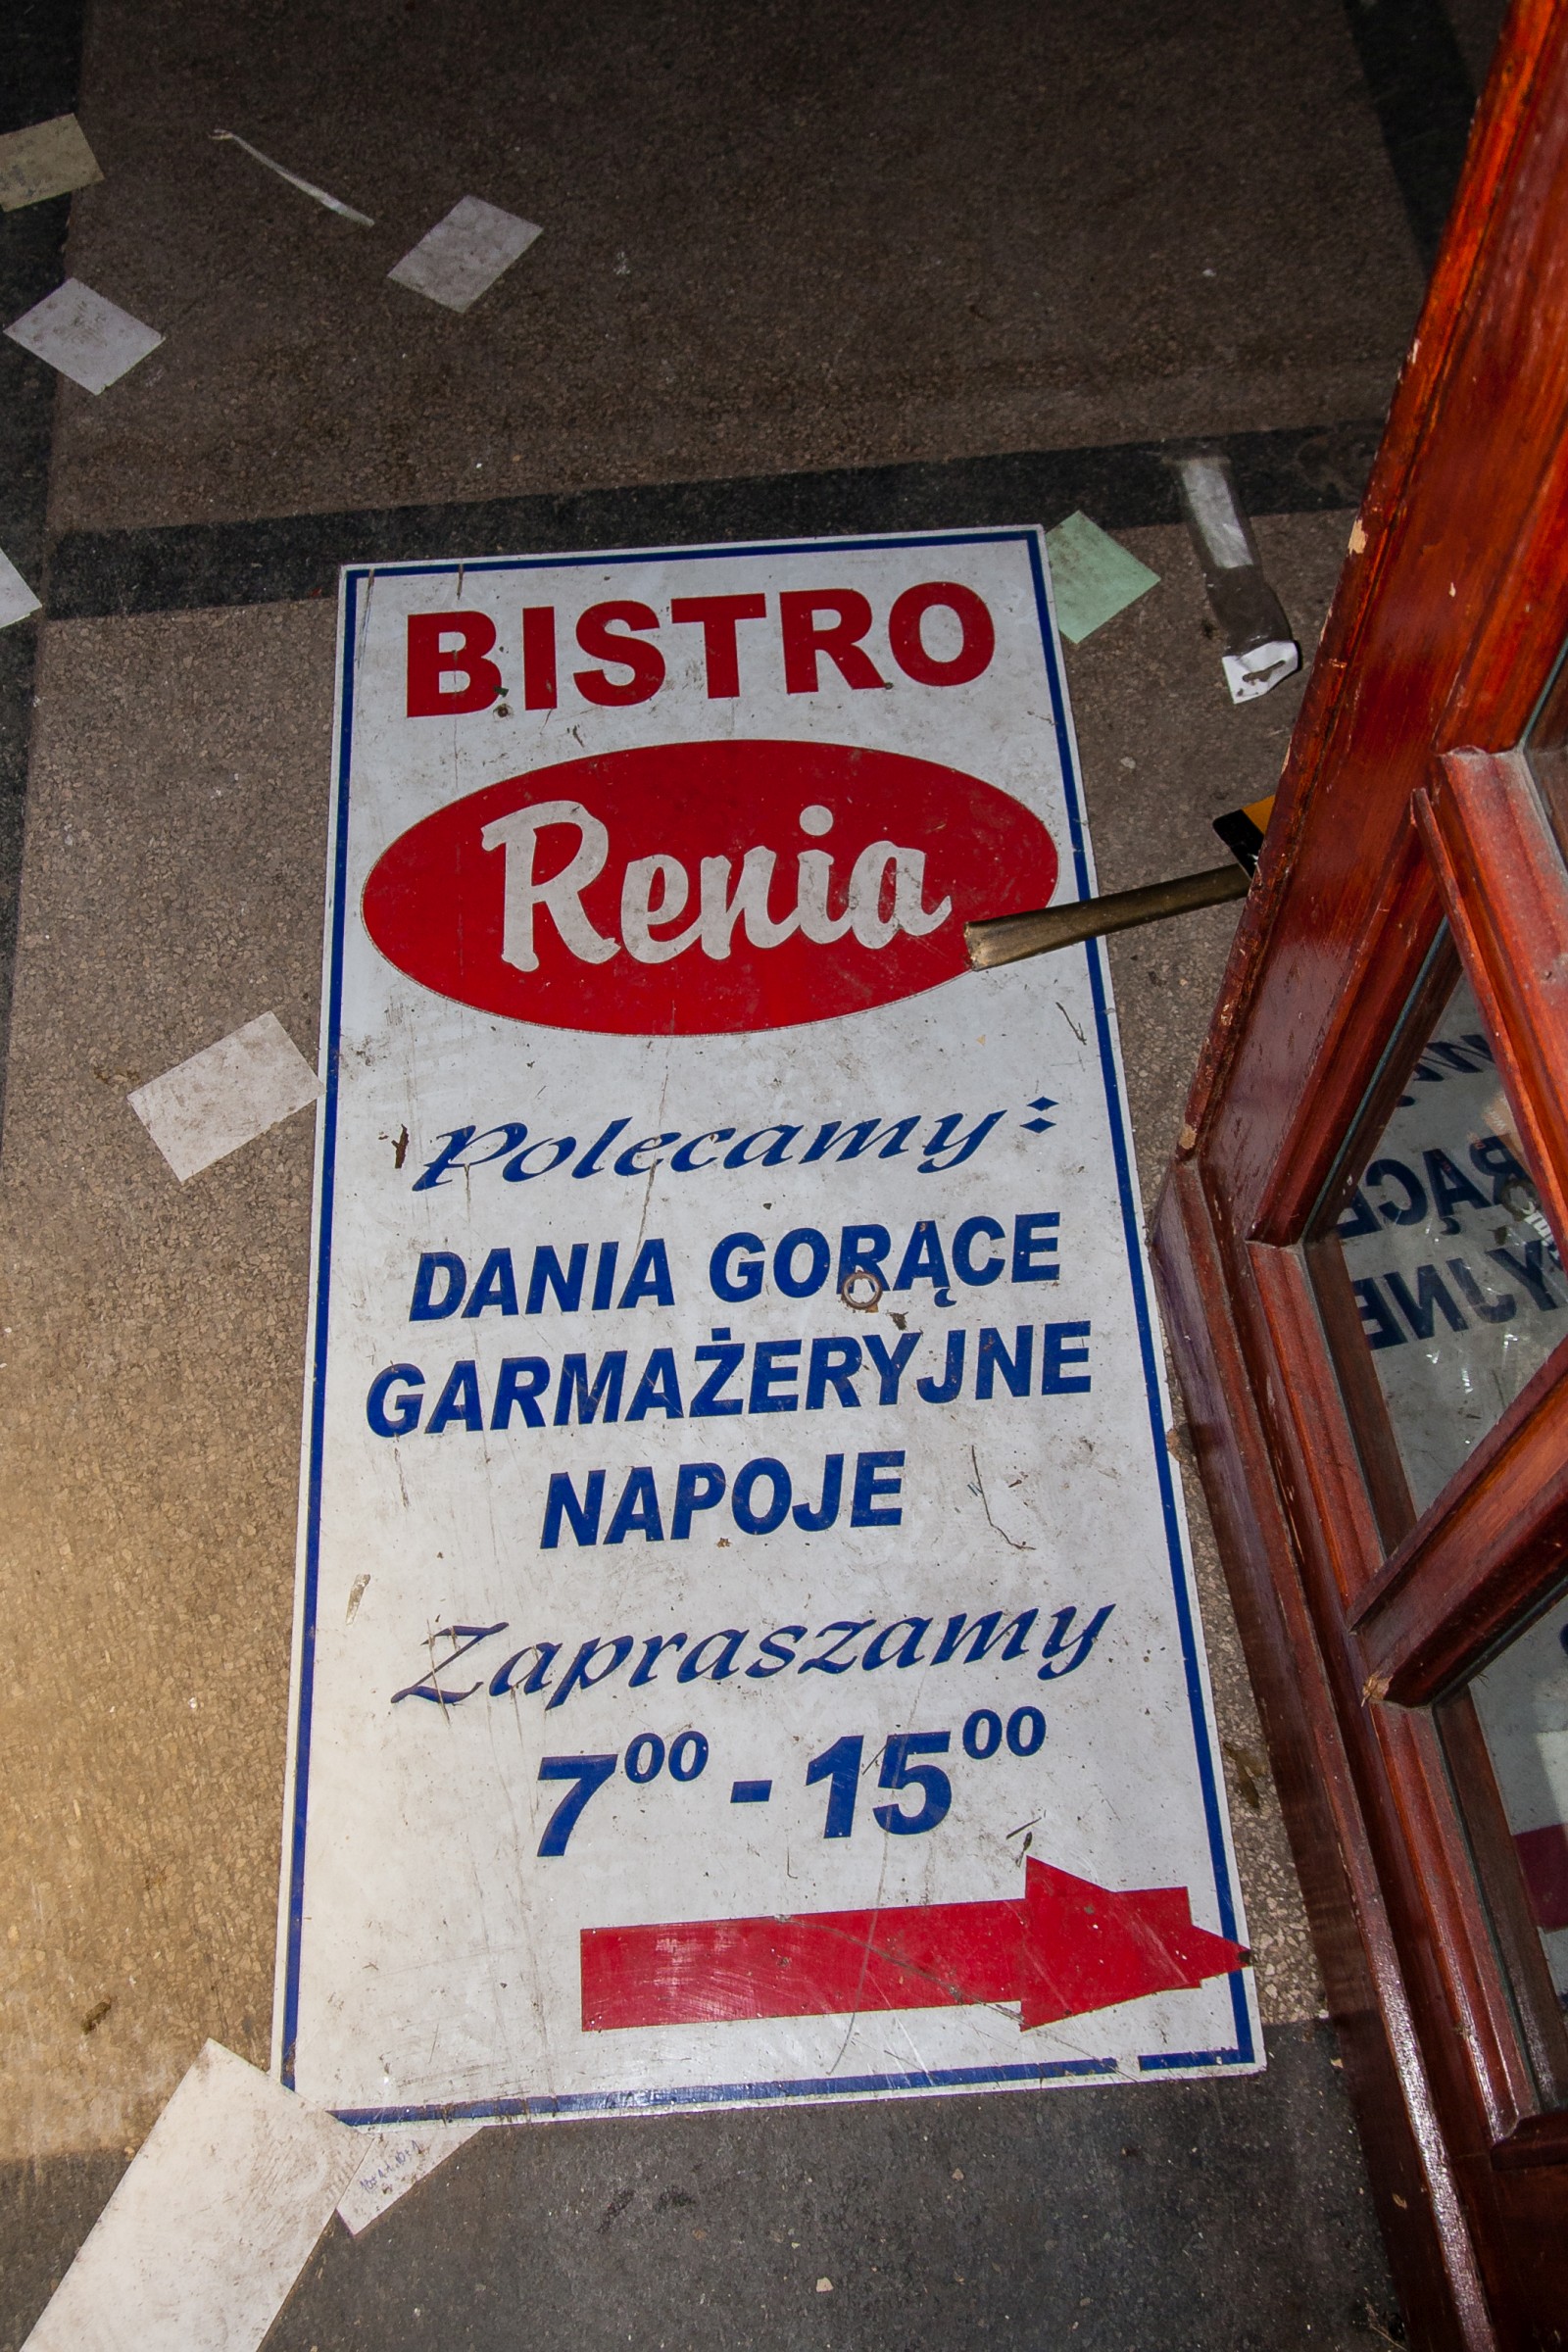 BISTRO
Renia
Polecamy:
DANIA GORĄCE
GARMAŻERYJNE
NAPOJE
Zapraszamy
7⁰⁰ - 15⁰⁰